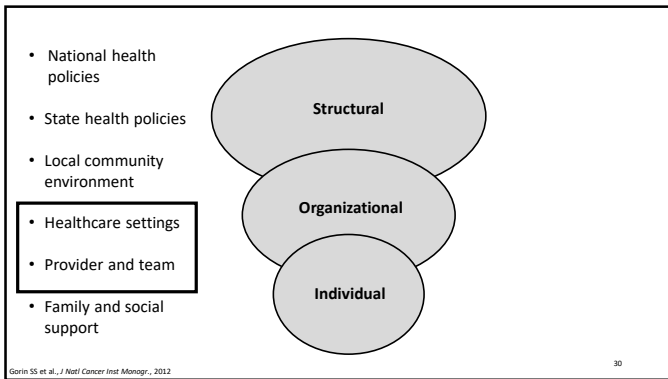 • National health
policies
• State health policies
• Local community
environment
• Healthcare settings
• Provider and team
• Family and social
support
Structural
Organizational
Individual
Gorin SS et al., J Natl Cancer Inst Monogr., 2012
30